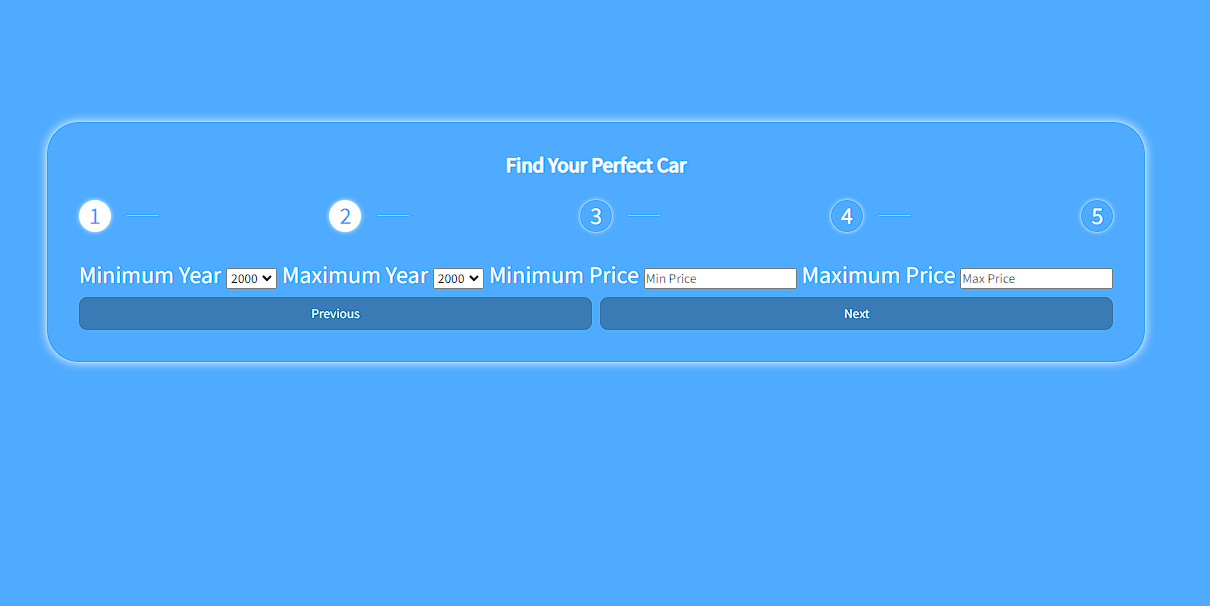 Find Your Perfect Car
1 2 3 4 5
Minimum Year 2000 Maximum Year 2000 Minimum Price Min Price Maximum Price Max Price
Previous Next